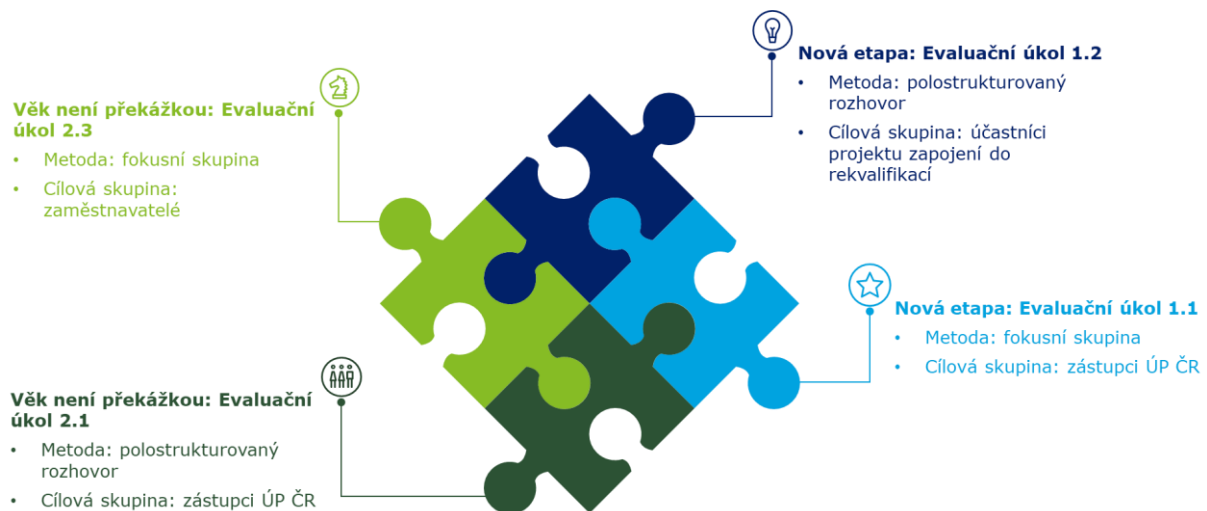 Věk není překážkou: Evaluační
úkol 2.3
• Metoda: fokusní skupina
• Cílová skupina:
zaměstnavatelé
Nová etapa: Evaluační úkol 1.2
• Metoda: polostrukturovaný
rozhovor
• Cílová skupina: účastníci
projektu zapojení do
rekvalifikací
Nová etapa: Evaluační úkol 1.1
• Metoda: fokusní skupina
• Cílová skupina: zástupci ÚP ČR
Věk není překážkou: Evaluační
úkol 2.1
• Metoda: polostrukturovaný
rozhovor
• Cílová skupina: zástupci ÚP ČR